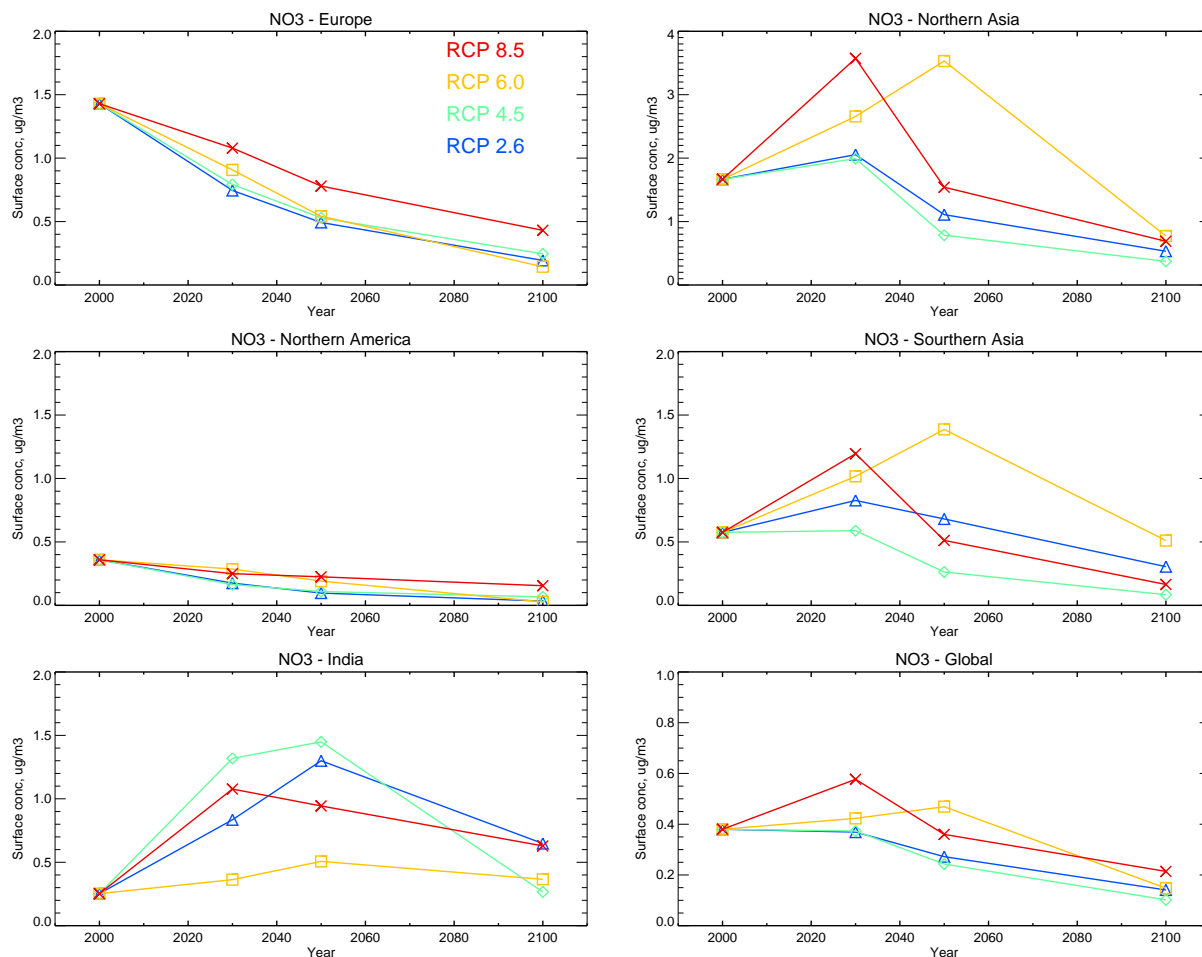 NO3 - Europe
2.0
1.5
1.0
0.5
0.0
Surface conc, ug/m3
RCP 8.5
RCP 6.0
RCP 4.5
RCP 2.6
2000 2020 2040 2060 2080 2100
Year
NO3 - Northern Asia
4
3
2
1
0
Surface conc, ug/m3
2000 2020 2040 2060 2080 2100
Year
NO3 - Northern America
2.0
1.5
1.0
0.5
0.0
Surface conc, ug/m3
2000 2020 2040 2060 2080 2100
Year
NO3 - Sourthern Asia
2.0
1.5
1.0
0.5
0.0
Surface conc, ug/m3
2000 2020 2040 2060 2080 2100
Year
NO3 - India
2.0
1.5
1.0
0.5
0.0
Surface conc, ug/m3
2000 2020 2040 2060 2080 2100
Year
NO3 - Global
1.0
0.8
0.6
0.4
0.2
0.0
Surface conc, ug/m3
2000 2020 2040 2060 2080 2100
Year